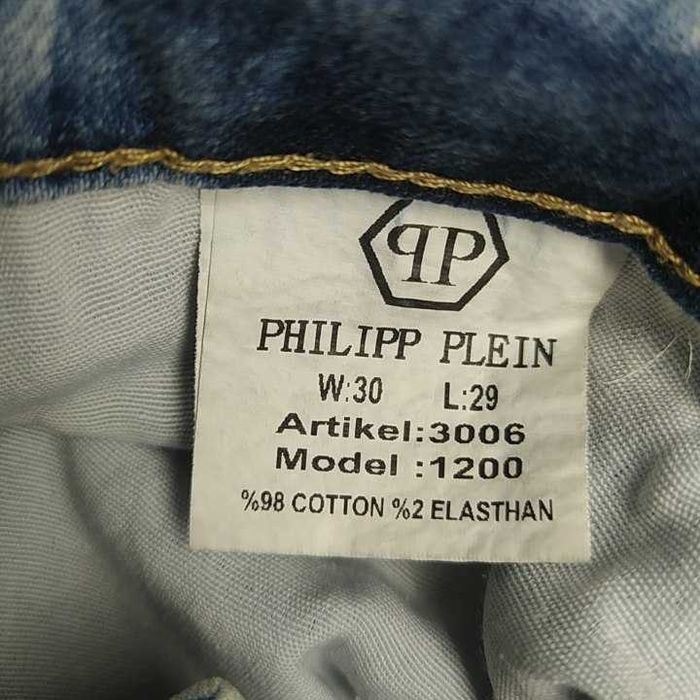 PP
PHILIPP PLEIN
W:30 L:29
Artikel:3006
Model :1200
%98 COTTON %2 ELASTHAN